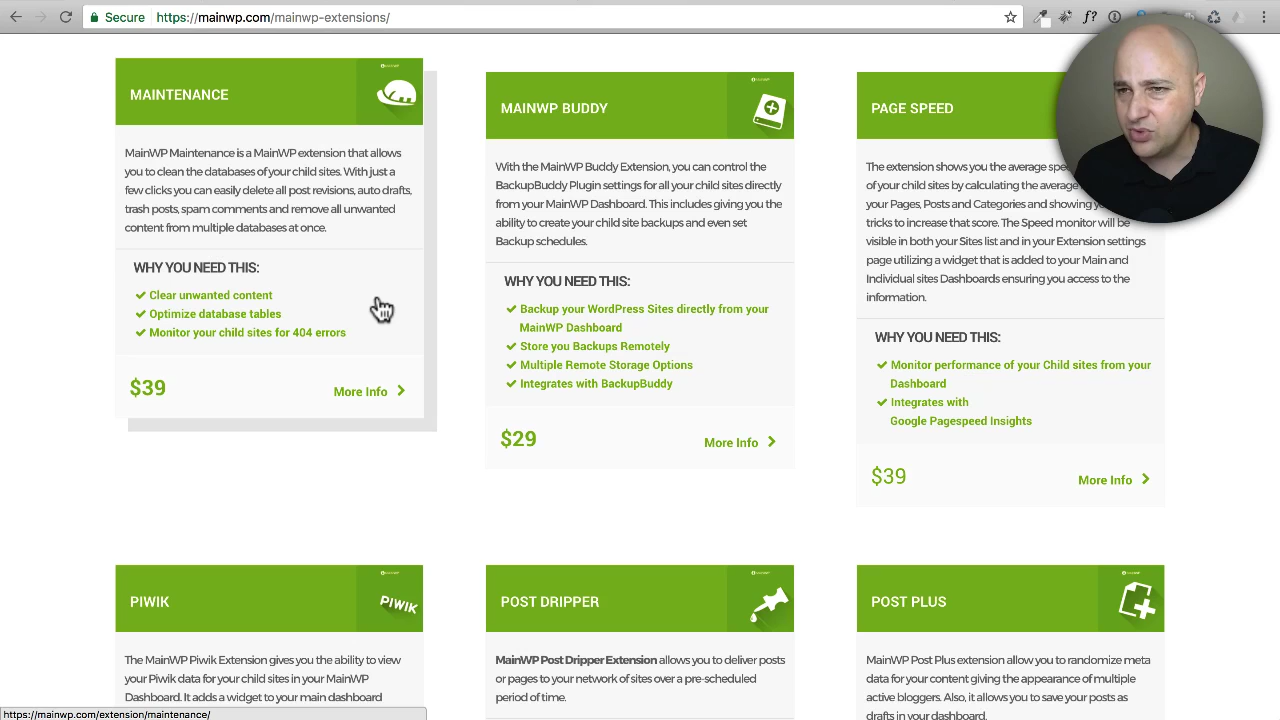 Secure
https://mainwp.com/mainwp-extensions/
f?
MAINTENANCE
MainWP Maintenance is a MainWP extension that allows
you to clean the databases of your child sites. With just a
few clicks you can easily delete all post revisions, auto drafts,
trash posts, spam comments and remove all unwanted
content from multiple databases at once.
WHY YOU NEED THIS:
Clear unwanted content
Optimize database tables
Monitor your child sites for 404 errors
$39
More Info
MAINWP BUDDY
With the MainWP Buddy Extension, you can control the
BackupBuddy Plugin settings for all your child sites directly
from your MainWP Dashboard. This includes giving you the
ability to create your child site backups and even set
Backup schedules.
WHY YOU NEED THIS:
Backup your WordPress Sites directly from your
MainWP Dashboard
Store you Backups Remotely
Multiple Remote Storage Options
Integrates with BackupBuddy
$29
More Info
PAGE SPEED
The extension shows you the average
of your child sites by calculating the average
your Pages, Posts and Categories and showing
tricks to increase that score. The Speed monitor will be
visible in both your Sites list and in your Extension settings
page utilizing a widget that is added to your Main and
Individual sites Dashboards ensuring you access to the
information.
WHY YOU NEED THIS:
Monitor performance of your Child sites from your
Dashboard
Integrates with
Google Pagespeed Insights
$39
More Info
PIWIK
PIWIK
The MainWP Piwik Extension gives you the ability to view
your Piwik data for your child sites in your MainWP
Dashboard. It adds a widget to your main dashboard
POST DRIPPER
MainWP Post Dripper Extension allows you to deliver posts
or pages to your network of sites over a pre-scheduled
period of time.
POST PLUS
MainWP Post Plus extension allow you to randomize meta
data for your content giving the appearance of multiple
active bloggers. Also, it allows you to save your posts as
drafts in your dashboard.
https://mainwp.com/extension/maintenance/